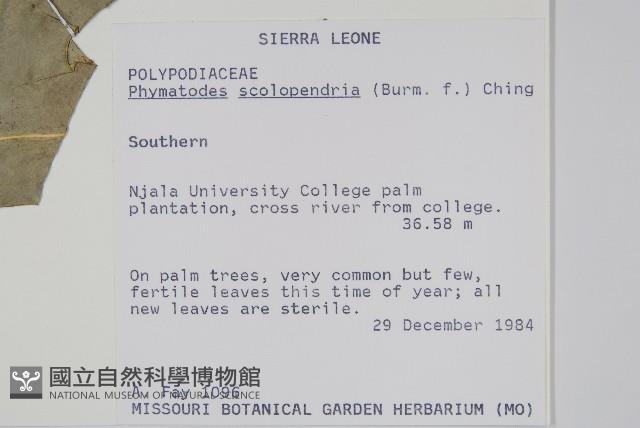 SIERRA LEONE
POLYPODIACEAE
Phymatodes scolopendria (Burm. f.) Ching
Southern
Njala University College palm
plantation, cross river from college.
36.58 m
On palm trees, very common but few,
fertile leaves this time of year; all
new leaves are sterile.
29 December 1984
國立自然科學博物館
NATIONAL MUSEUM OF NATURAL SCIENCE
A. Fay 1096
MISSOURI BOTANICAL GARDEN HERBARIUM (MO)